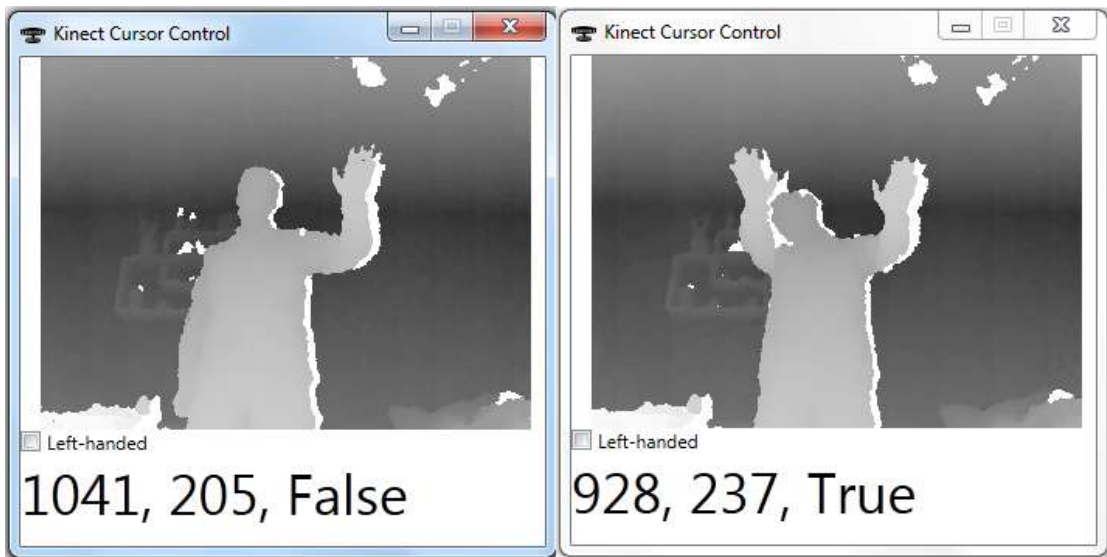 Kinect Cursor Control
Left-handed
1041, 205, False
Kinect Cursor Control
Left-handed
928, 237, True